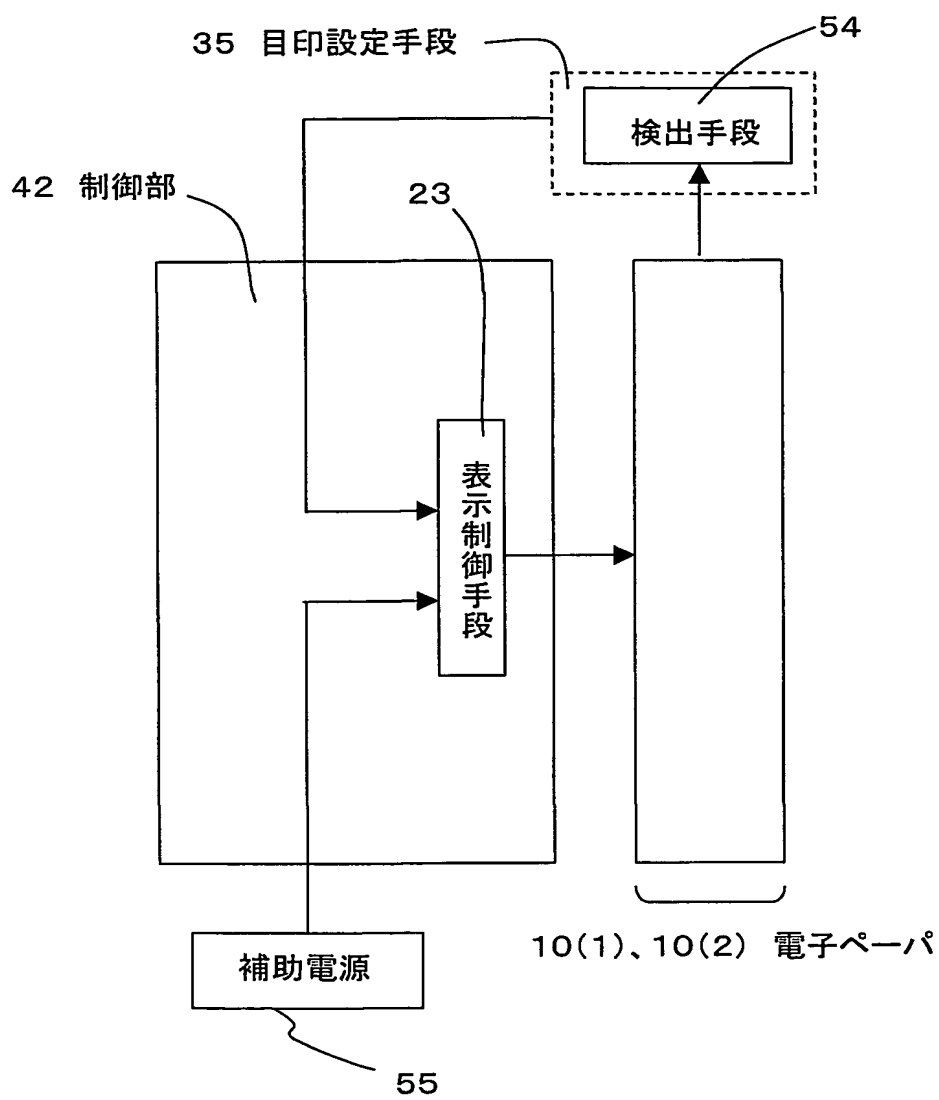 54
35 目印設定手段
検出手段
42 制御部
23
表示制御手段
10(1)、10(2) 電子ペーパ
補助電源
55